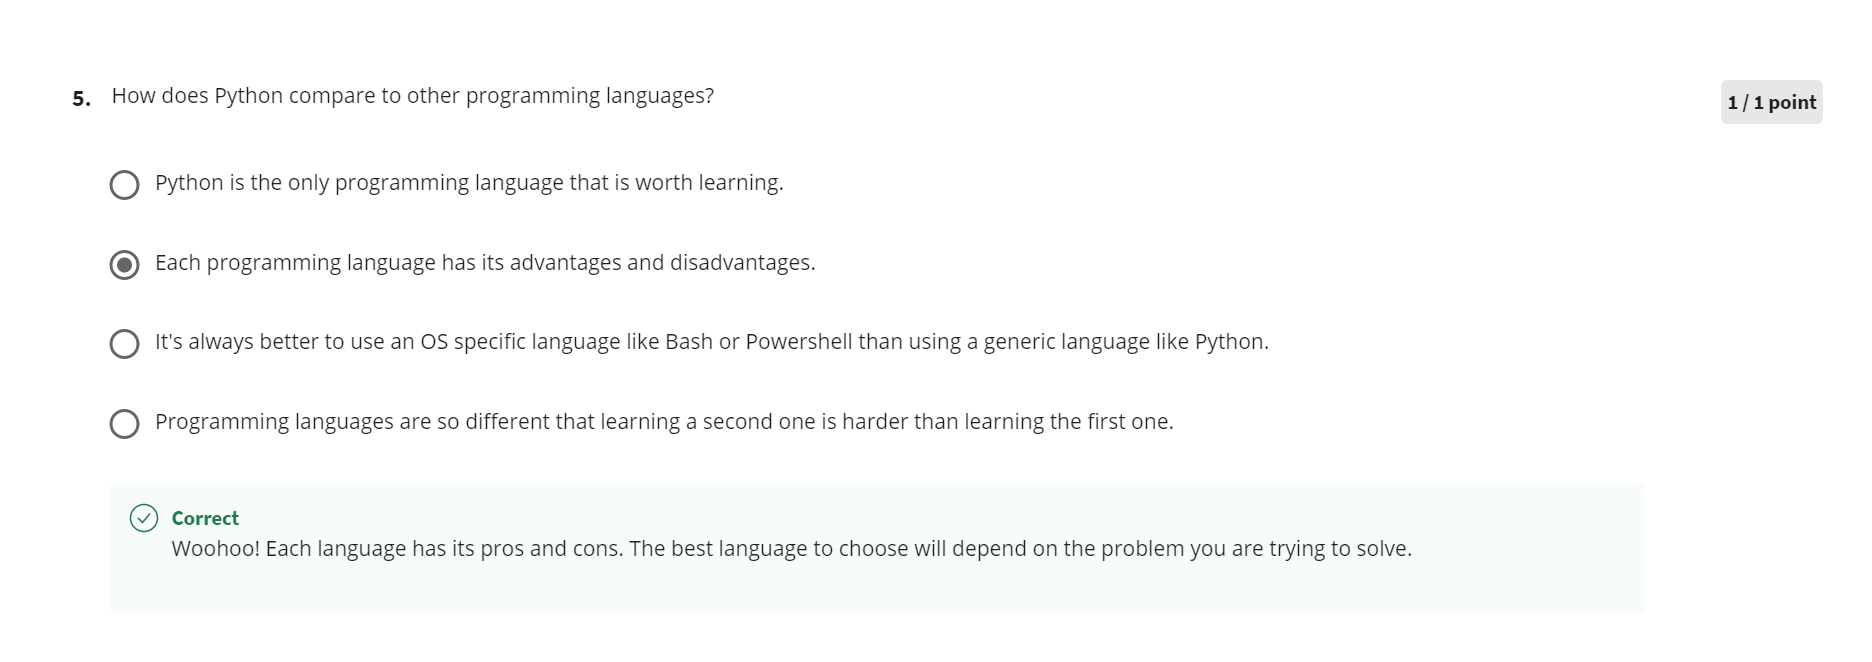 5. How does Python compare to other programming languages?
1 / 1 point
Python is the only programming language that is worth learning.
Each programming language has its advantages and disadvantages.
It's always better to use an OS specific language like Bash or Powershell than using a generic language like Python.
Programming languages are so different that learning a second one is harder than learning the first one.
Correct
Woohoo! Each language has its pros and cons. The best language to choose will depend on the problem you are trying to solve.